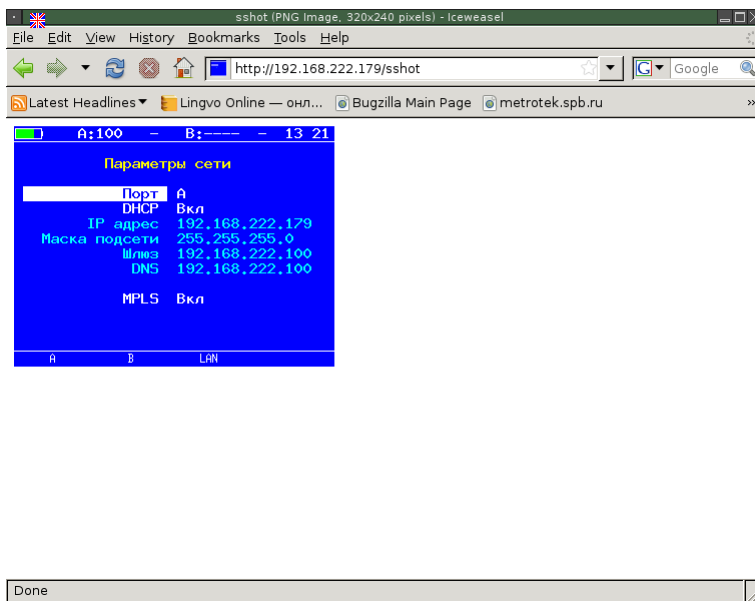 sshot (PNG Image, 320x240 pixels) - Iceweasel
File Edit View History Bookmarks Tools Help
http://192.168.222.179/sshot
G Google
Latest Headlines Lingvo Online — онл... Bugzilla Main Page metrotek.spb.ru »
A:100 – B:---- – 13 21
Параметры сети
Порт A
DHCP Вкл
IP адрес 192.168.222.179
Маска подсети 255.255.255.0
Шлюз 192.168.222.100
DNS 192.168.222.100
MPLS Вкл
A B LAN
Done